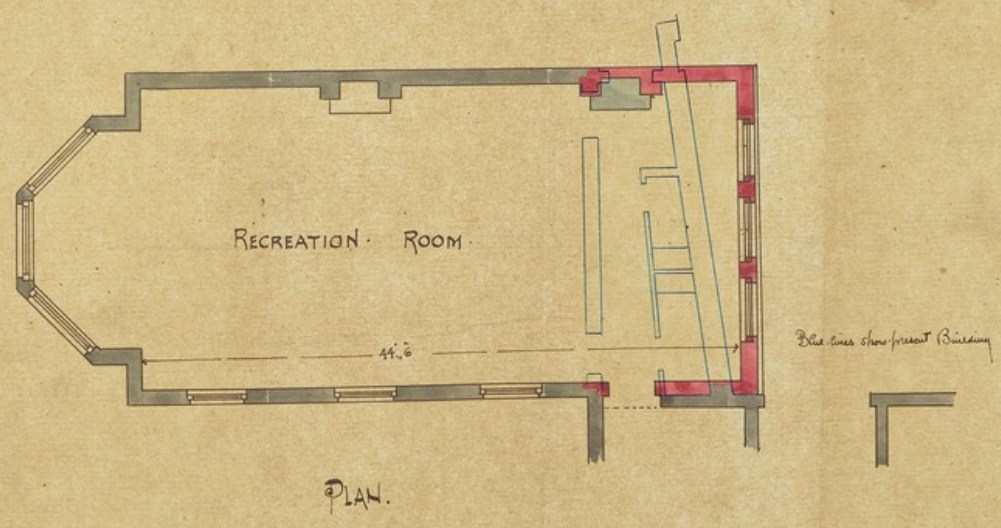 RECREATION ROOM.
44'.,6"
Blue lines show present Building
PLAN.